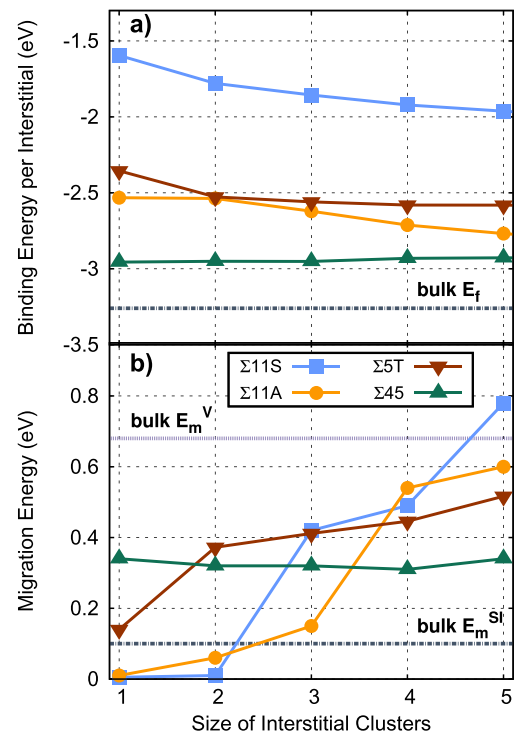 a)
Binding Energy per Interstitial (eV)
-1.5
-2
-2.5
-3
-3.5
bulk E_f
b)
Σ11S
Σ5T
Σ11A
Σ45
Migration Energy (eV)
0.8
0.6
0.4
0.2
0
bulk E_m^V
bulk E_m^SI
1 2 3 4 5
Size of Interstitial Clusters